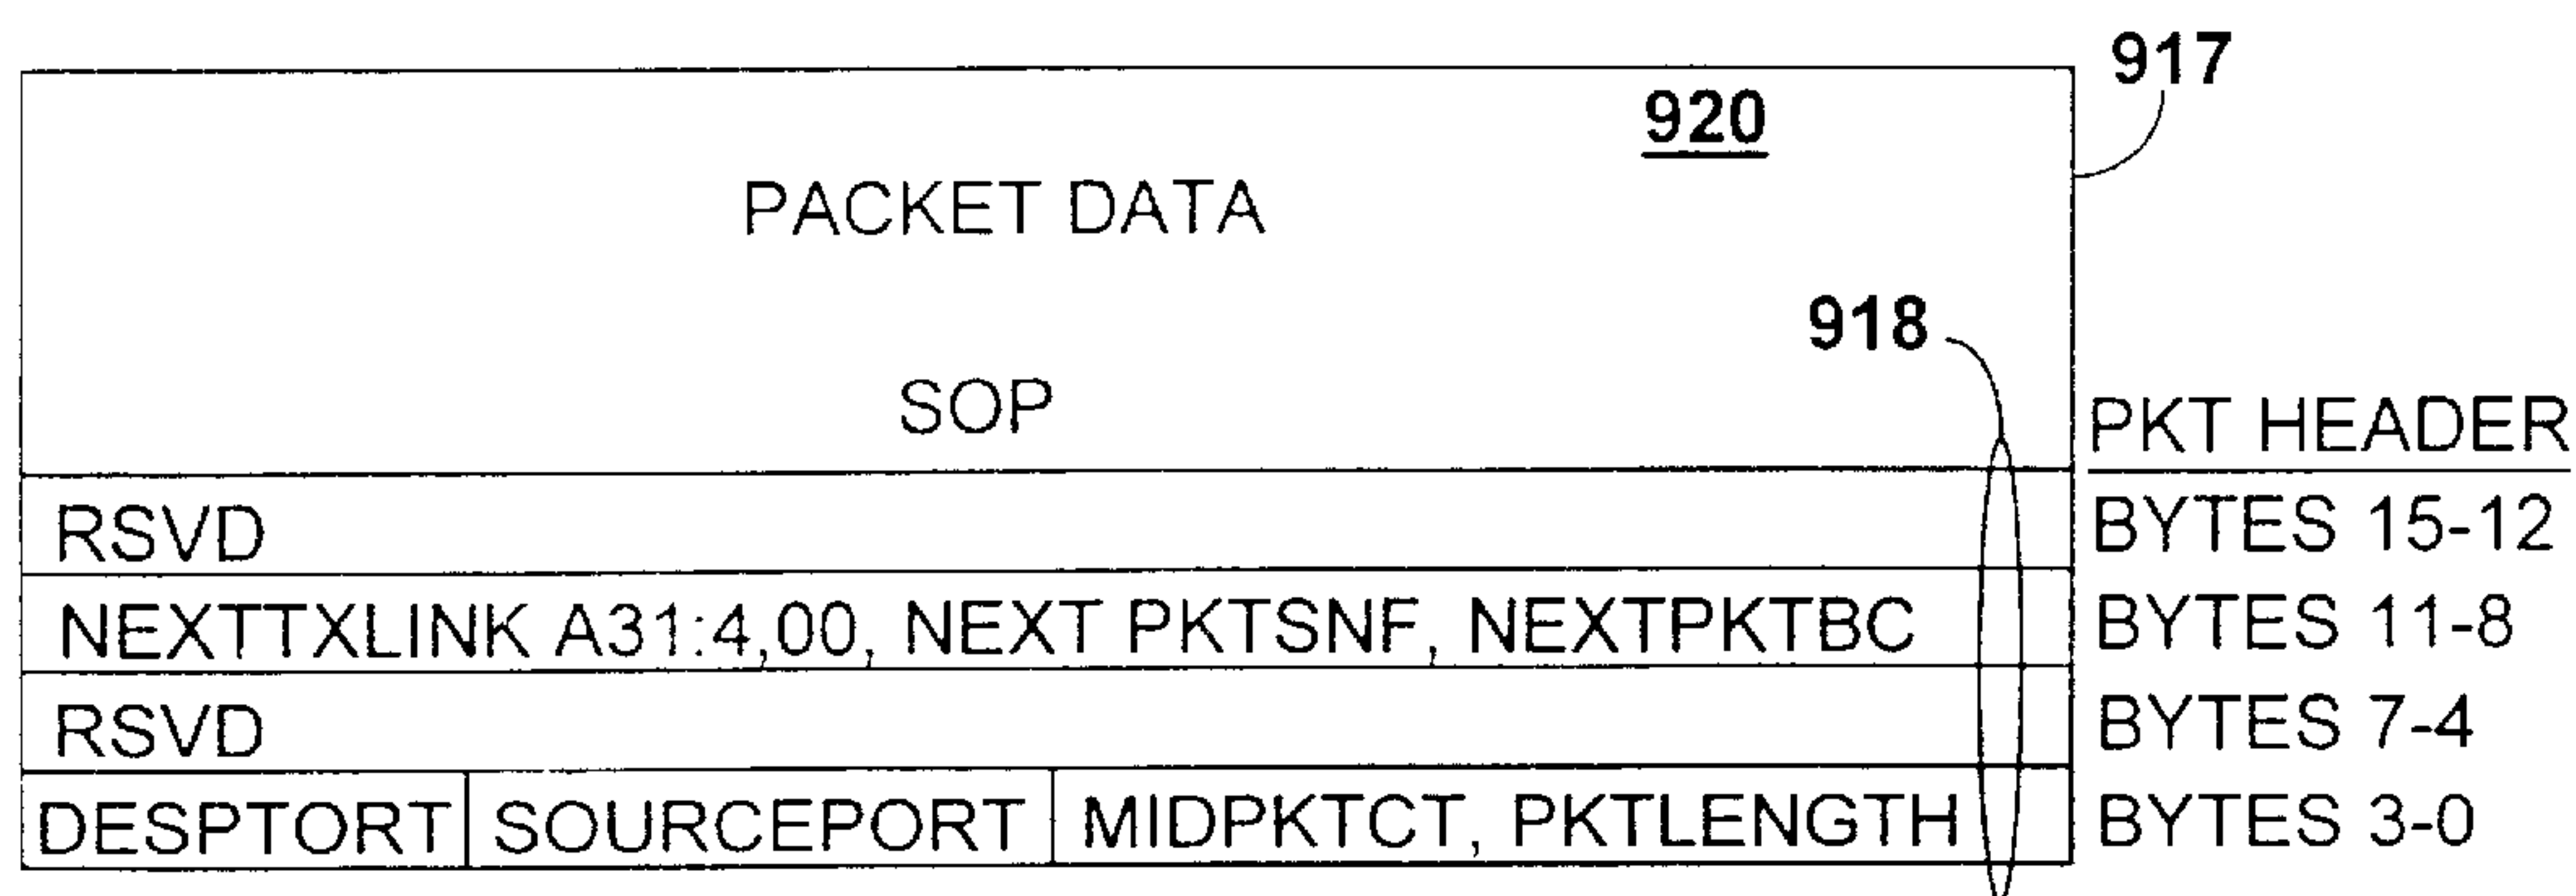 917
920
PACKET DATA
918
SOP
PKT HEADER
RSVD
BYTES 15-12
NEXTTXLINK A31:4,00, NEXT PKTSNF, NEXTPKTBC
BYTES 11-8
RSVD
BYTES 7-4
DESPTORT SOURCEPORT MIDPKTCT, PKTLENGTH
BYTES 3-0